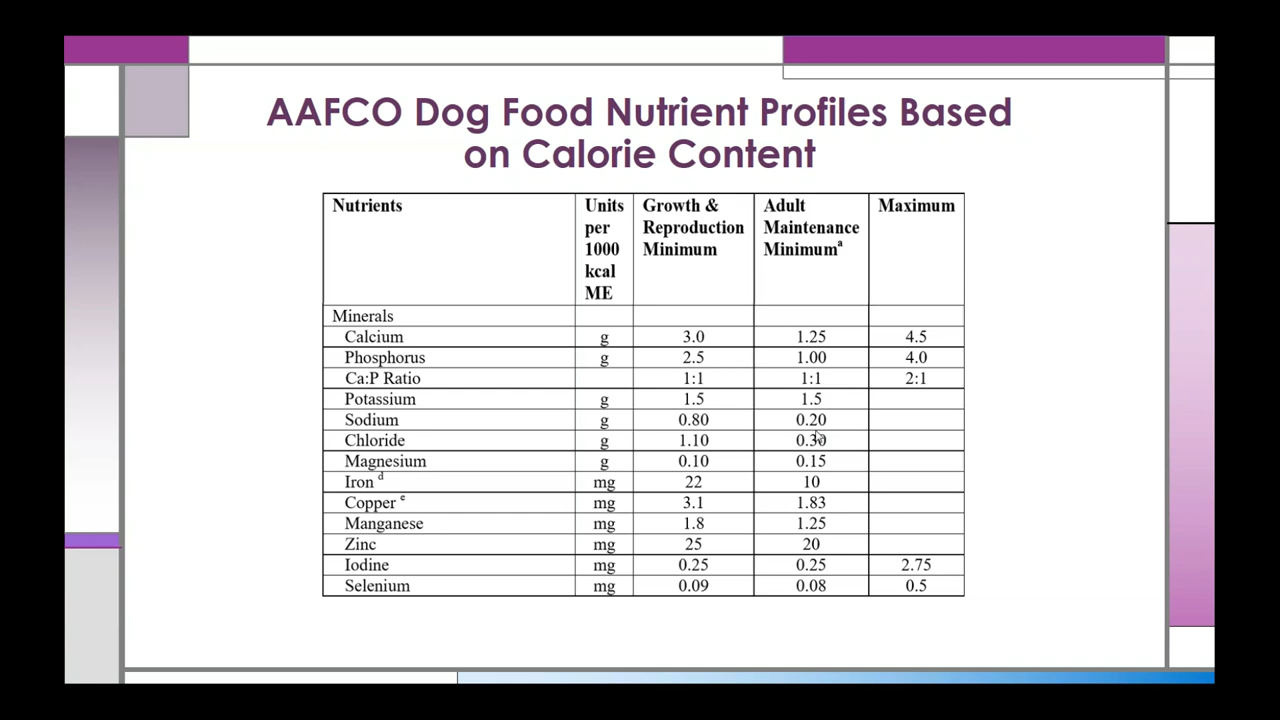 AAFCO Dog Food Nutrient Profiles Based
on Calorie Content
Nutrients Units per 1000 kcal ME Growth & Reproduction Minimum Adult Maintenance Minimumᵃ Maximum
Minerals
Calcium g 3.0 1.25 4.5
Phosphorus g 2.5 1.00 4.0
Ca:P Ratio 1:1 1:1 2:1
Potassium g 1.5 1.5
Sodium g 0.80 0.20
Chloride g 1.10 0.30
Magnesium g 0.10 0.15
Iron ᵈ mg 22 10
Copper ᵉ mg 3.1 1.83
Manganese mg 1.8 1.25
Zinc mg 25 20
Iodine mg 0.25 0.25 2.75
Selenium mg 0.09 0.08 0.5